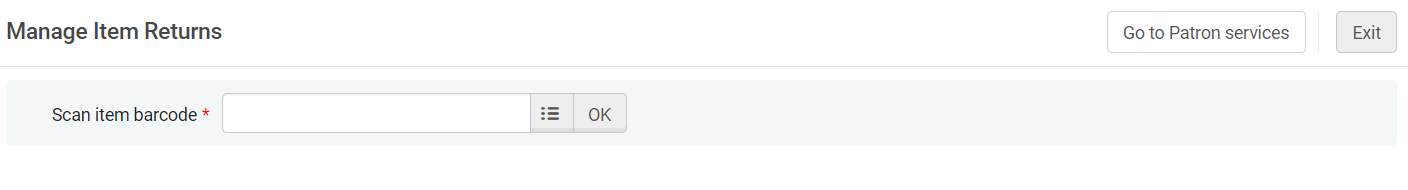 Manage Item Returns
Go to Patron services
Exit
Scan item barcode *
OK